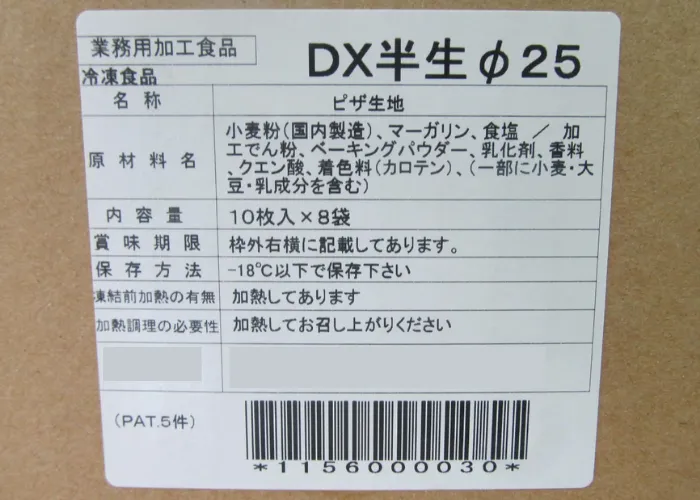 業務用加工食品
DX半生φ25
冷凍食品
名称 ピザ生地
原材料名 小麦粉(国内製造)、マーガリン、食塩 / 加
工でん粉、ベーキングパウダー、乳化剤、香料
、クエン酸、着色料(カロテン)、(一部に小麦・大
豆・乳成分を含む)
内容量 10枚入×8袋
賞味期限 枠外右横に記載してあります。
保存方法 -18℃以下で保存下さい
凍結前加熱の有無 加熱してあります
加熱調理の必要性 加熱してお召し上がりください
(PAT.5件)
*1156000030*